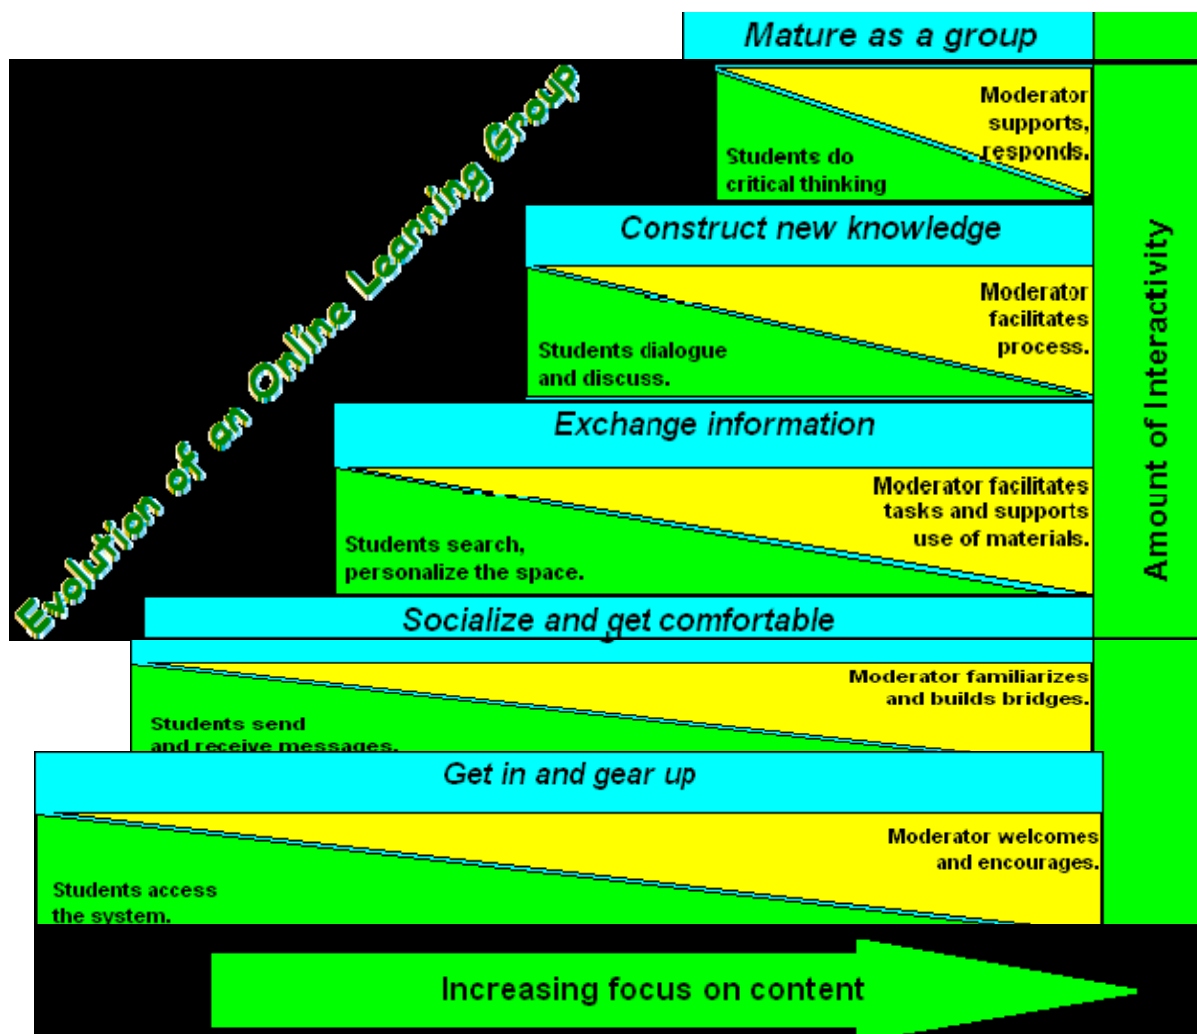 Mature as a group
Moderator
supports,
responds.
Students do
critical thinking
Evolution of an Online Learning Group
Construct new knowledge
Moderator
facilitates
process.
Students dialogue
and discuss.
Exchange information
Moderator facilitates
tasks and supports
use of materials.
Students search,
personalize the space.
Amount of Interactivity
Socialize and get comfortable
Moderator familiarizes
and builds bridges.
Students send
and receive messages.
Get in and gear up
Moderator welcomes
and encourages.
Students access
the system.
Increasing focus on content